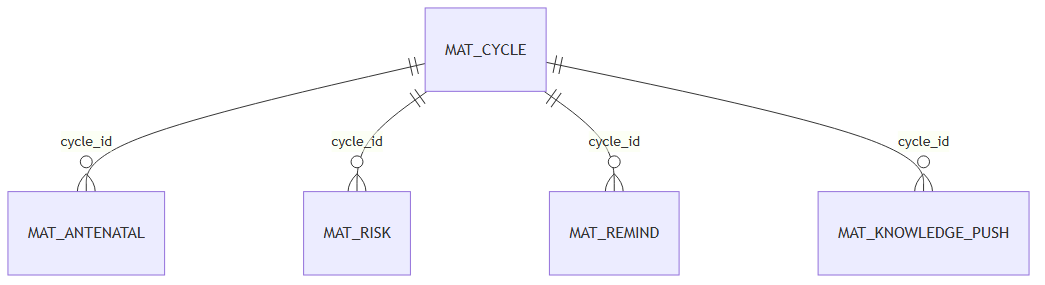 MAT_CYCLE
cycle_id
cycle_id
cycle_id
cycle_id
MAT_ANTENATAL
MAT_RISK
MAT_REMIND
MAT_KNOWLEDGE_PUSH